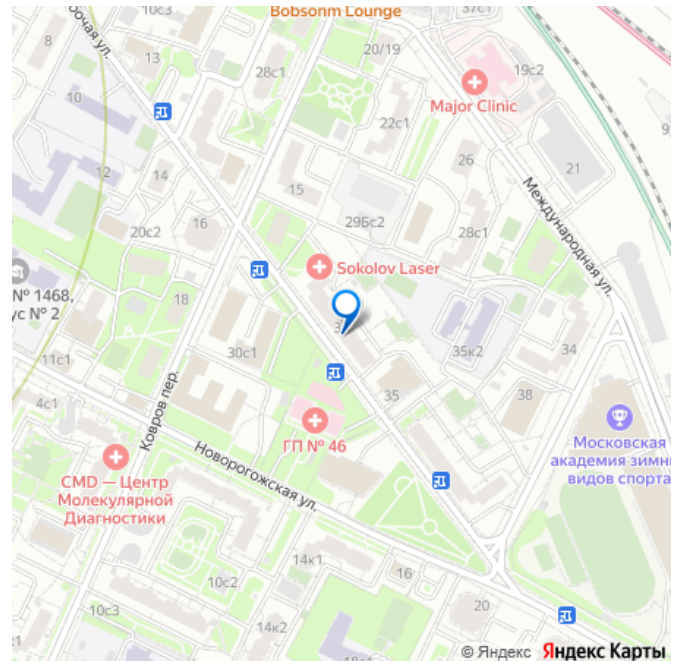 Bobsonm Lounge
37с1
10с3
20/19
8
13
28с1
19с2
Major Clinic
10
22с1
26
21
12
14
15
29Бс2
Международная ул.
16
20с2
28с1
Sokolov Laser
№ 1468,
ус № 2
18
30с1
35к2
34
11с1
35
38
4с1
Ковров пер.
ГП № 46
Московская
академия зимн
видов спорта
CMD — Центр
Молекулярной
Диагностики
Новорогожская ул.
14к1
16
10с2
20
10с3
14к2
© Яндекс Яндекс Карты